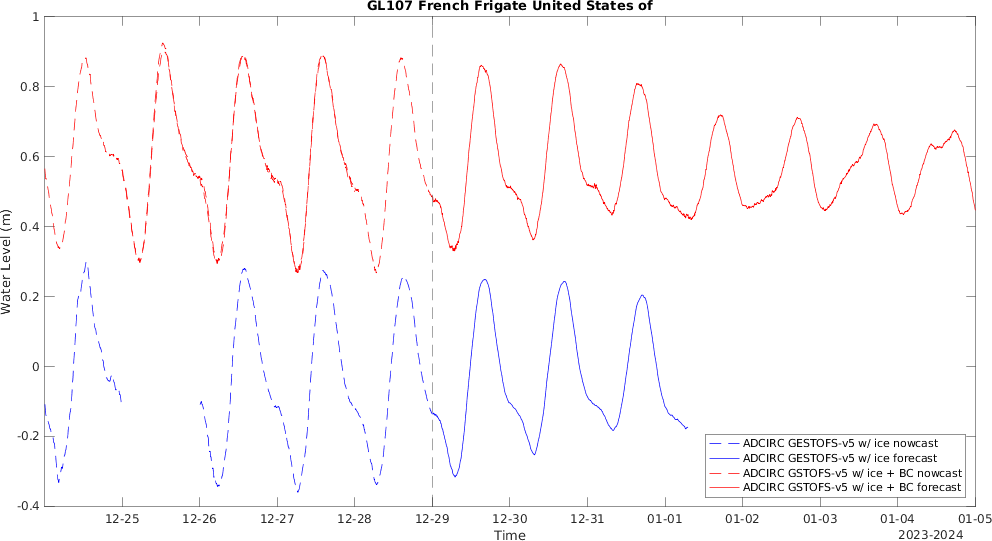 GL107 French Frigate United States of
1
0.8
0.6
0.4
0.2
0
-0.2
-0.4
Water Level (m)
12-25 12-26 12-27 12-28 12-29 12-30 12-31 01-01 01-02 01-03 01-04 01-05
Time
2023-2024
ADCIRC GESTOFS-v5 w/ ice nowcast
ADCIRC GESTOFS-v5 w/ ice forecast
ADCIRC GSTOFS-v5 w/ ice + BC nowcast
ADCIRC GSTOFS-v5 w/ ice + BC forecast